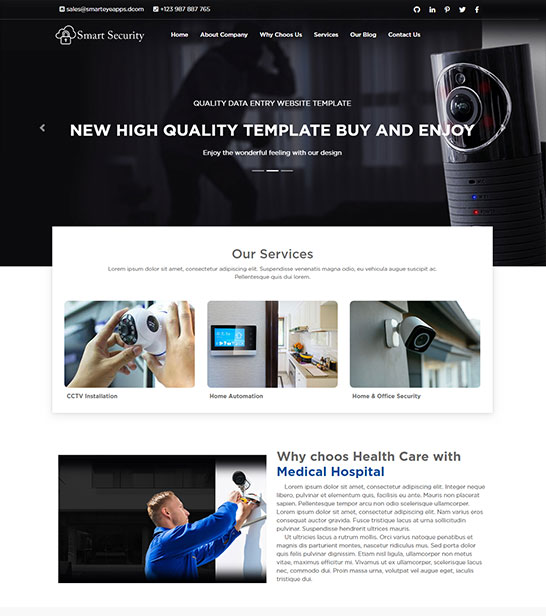 sales@smarteyeapps.dcom +123 987 887 765
Smart Security
Home About Company Why Choos Us Services Our Blog Contact Us
QUALITY DATA ENTRY WEBSITE TEMPLATE
NEW HIGH QUALITY TEMPLATE BUY AND ENJOY
Enjoy the wonderful feeling with our design
Our Services
Lorem ipsum dolor sit amet, consectetur adipiscing elit. Suspendisse venenatis magna odio, eu vehicula augue suscipit ac.
Pellentesque quis dui lorem.
CCTV Installation
Home Automation
Home & Office Security
Why choos Health Care with
Medical Hospital
Lorem ipsum dolor sit amet, consectetur adipiscing elit. Integer neque
libero, pulvinar et elementum quis, facilisis eu ante. Mauris non placerat
sapien. Pellentesque tempor arcu non odio scelerisque ullamcorper.
Lorem ipsum dolor sit amet, consectetur adipiscing elit. Nam varius eros
consequat auctor gravida. Fusce tristique lacus at urna sollicitudin
pulvinar. Suspendisse hendrerit ultrices mauris.
Ut ultricies lacus a rutrum mollis. Orci varius natoque penatibus et
magnis dis parturient montes, nascetur ridiculus mus. Sed porta dolor
quis felis pulvinar dignissim. Etiam nisl ligula, ullamcorper non metus
vitae, maximus efficitur mi. Vivamus ut ex ullamcorper, scelerisque lacus
nec, commodo dui. Proin massa urna, volutpat vel augue eget, iaculis
tristique dui.